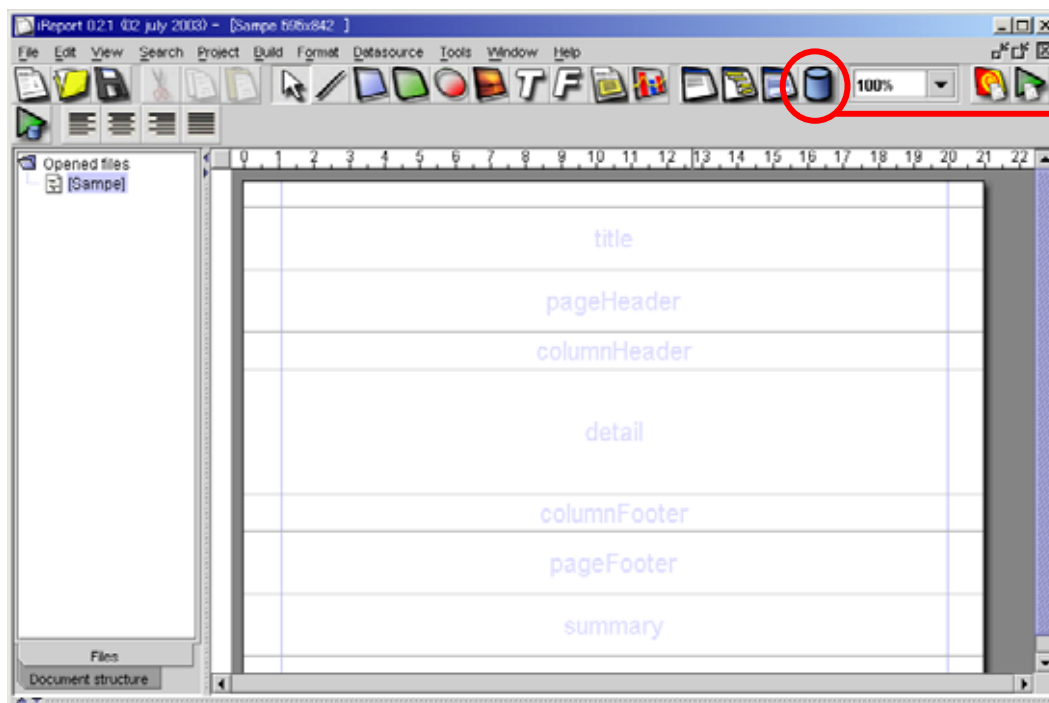 iReport 0.2.1 (02 july 2003) - [Sampe 595x842 ]
File Edit View Search Project Build Format Datasource Tools Window Help
T F 100%
Opened files
[Sampe]
0 1 2 3 4 5 6 7 8 9 10 11 12 13 14 15 16 17 18 19 20 21 22
title
pageHeader
columnHeader
detail
columnFooter
pageFooter
summary
Files
Document structure